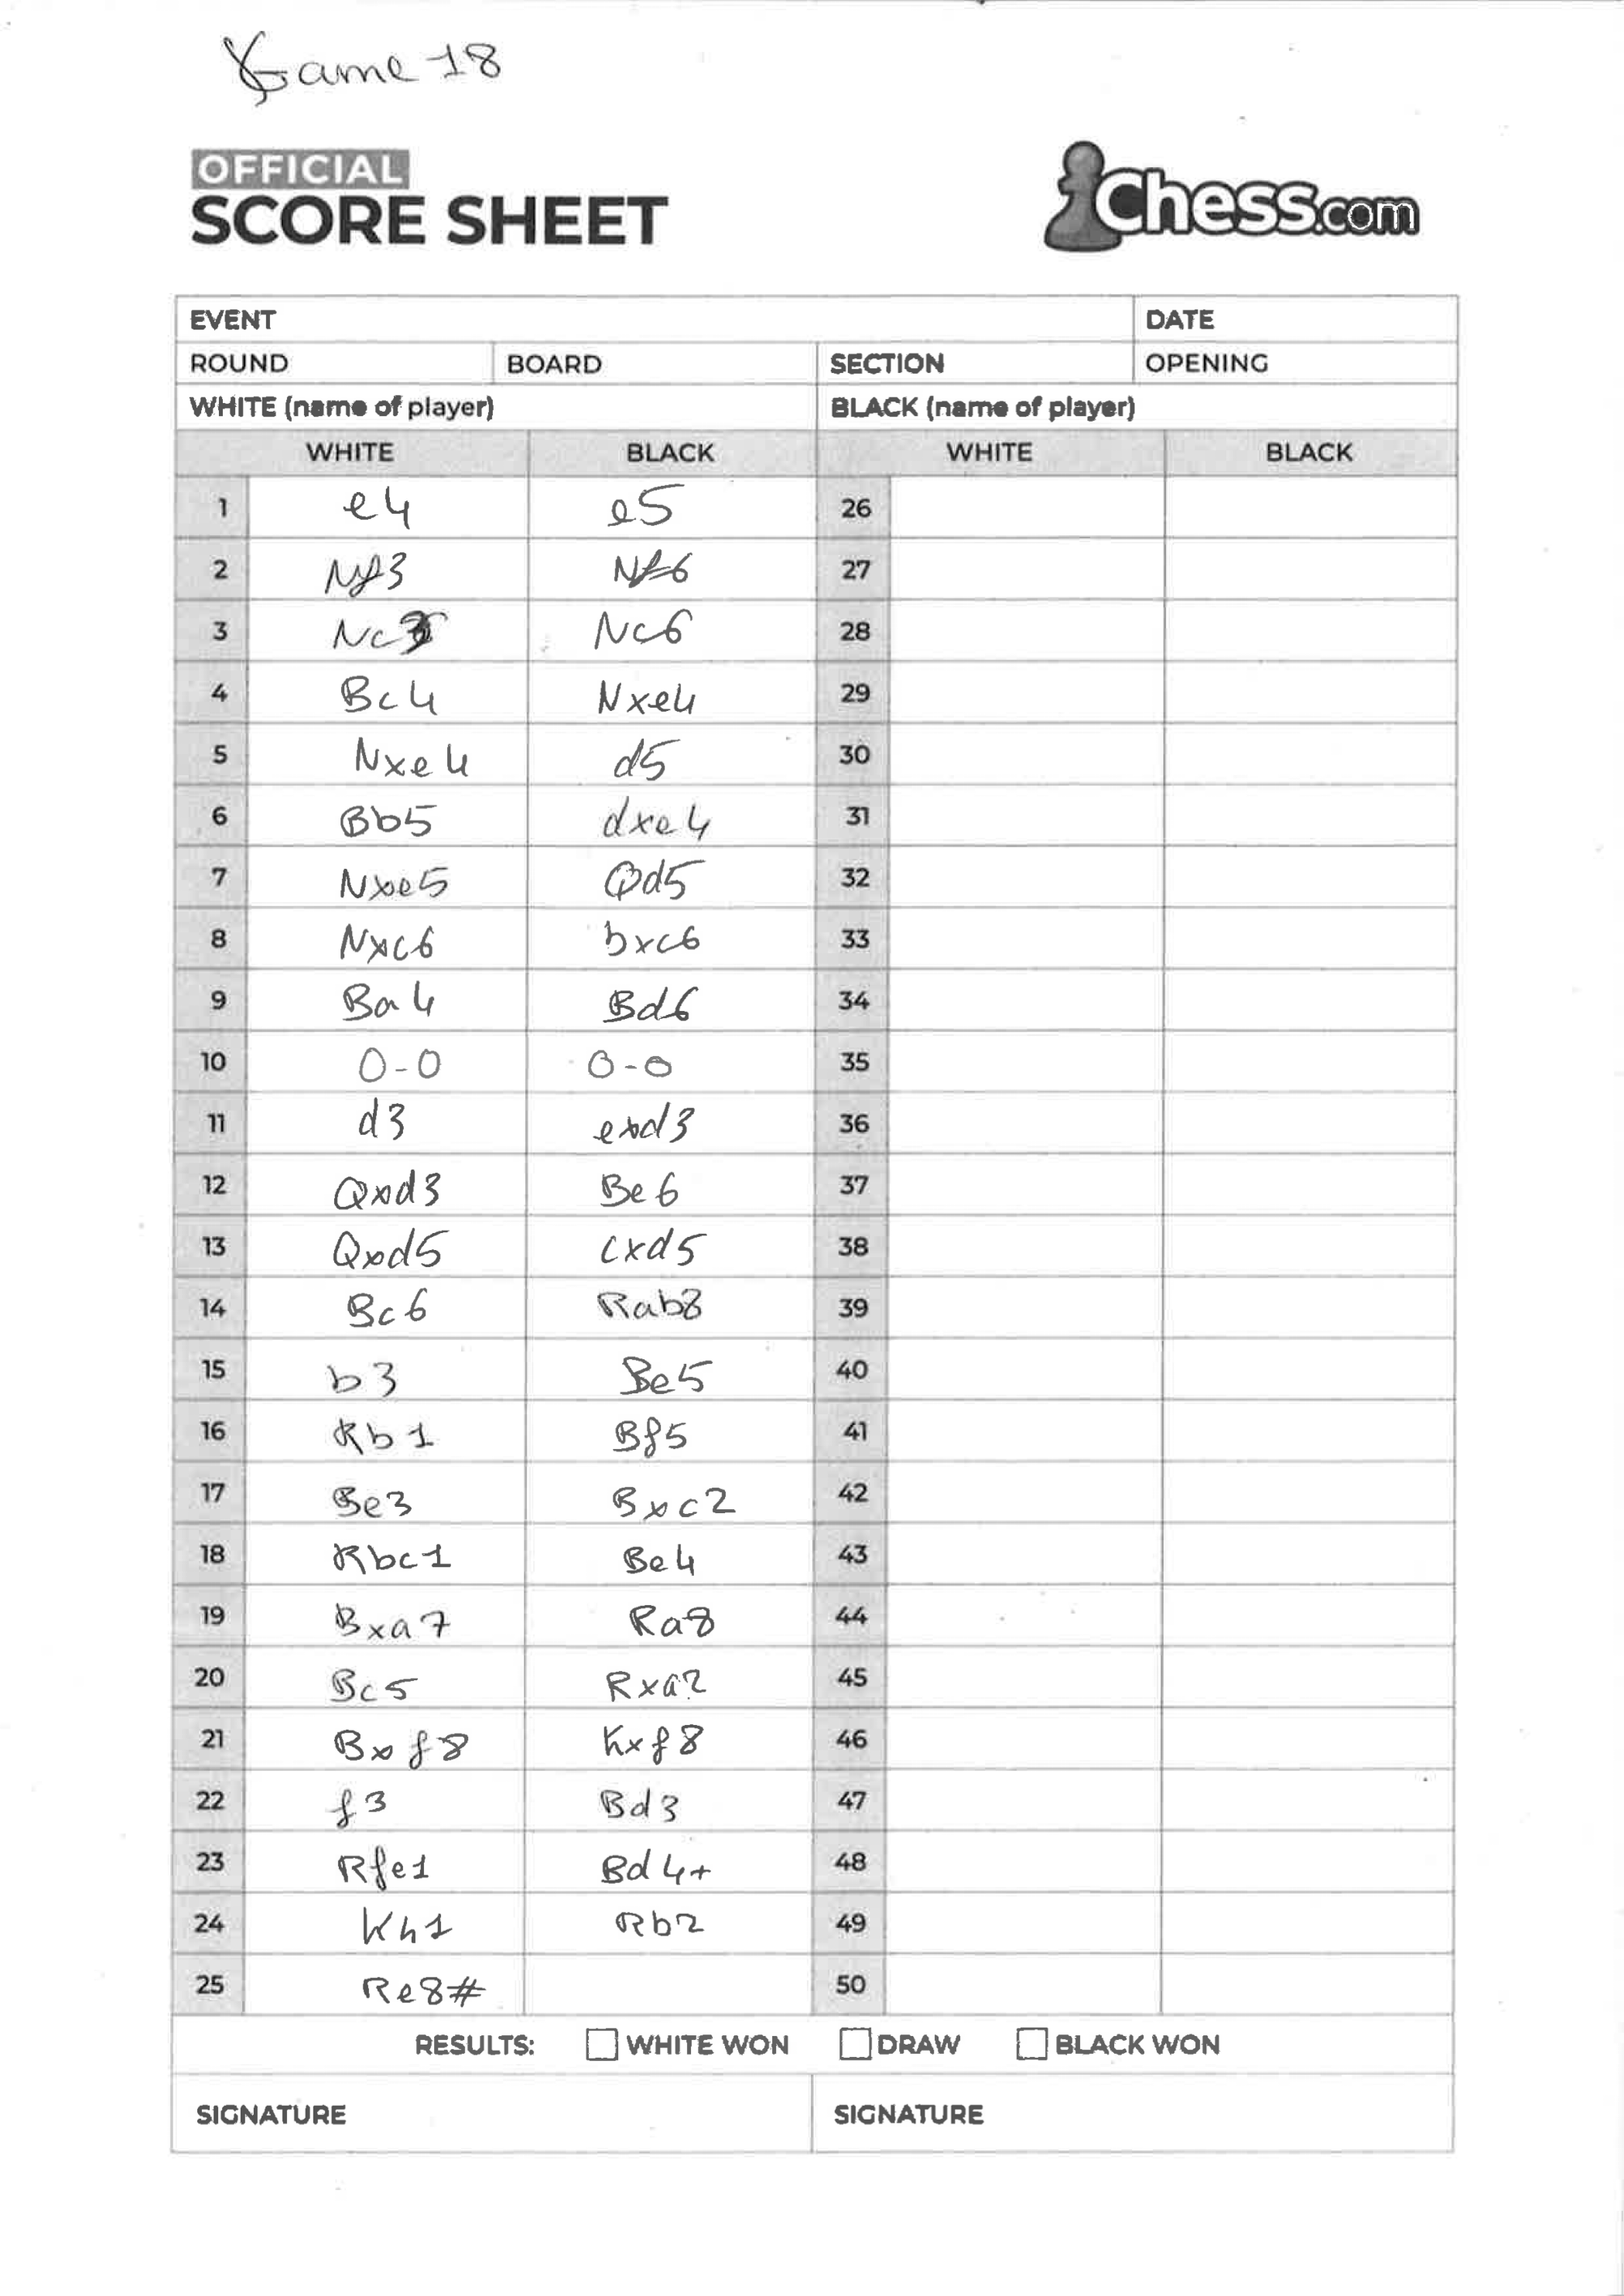 Game 18
OFFICIAL
SCORE SHEET
Chess.com
EVENT DATE
ROUND BOARD SECTION OPENING
WHITE (name of player) BLACK (name of player)
WHITE BLACK WHITE BLACK
1 e4 e5 26
2 Nf3 Nf6 27
3 Nc3 Nc6 28
4 Bc4 Nxe4 29
5 Nxe4 d5 30
6 Bb5 dxe4 31
7 Nxe5 Qd5 32
8 Nxc6 bxc6 33
9 Ba4 Bd6 34
10 0-0 0-0 35
11 d3 exd3 36
12 Qxd3 Be6 37
13 Qxd5 cxd5 38
14 Bc6 Rab8 39
15 b3 Be5 40
16 Rb1 Bf5 41
17 Be3 Bxc2 42
18 Rbc1 Be4 43
19 Bxa7 Ra8 44
20 Bc5 Rxa2 45
21 Bxf8 Kxf8 46
22 f3 Bd3 47
23 Rfe1 Bd4+ 48
24 Kh1 Rb2 49
25 Re8# 50
RESULTS: WHITE WON DRAW BLACK WON
SIGNATURE SIGNATURE